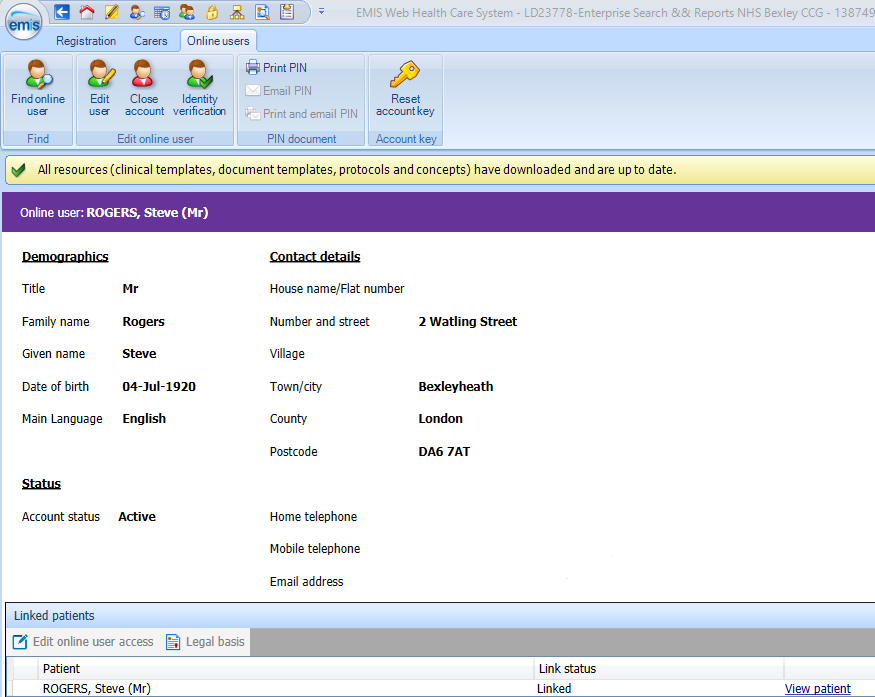 emis
EMIS Web Health Care System - LD23778-Enterprise Search && Reports NHS Bexley CCG - 138749
Registration Carers Online users
Find online user
Edit user
Close account
Identity verification
Print PIN
Email PIN
Print and email PIN
Reset account key
Find Edit online user PIN document Account key
All resources (clinical templates, document templates, protocols and concepts) have downloaded and are up to date.
Online user: ROGERS, Steve (Mr)
Demographics Contact details
Title Mr House name/Flat number
Family name Rogers Number and street 2 Watling Street
Given name Steve Village
Date of birth 04-Jul-1920 Town/city Bexleyheath
Main Language English County London
Postcode DA6 7AT
Status
Account status Active Home telephone
Mobile telephone
Email address
Linked patients
Edit online user access Legal basis
Patient Link status
ROGERS, Steve (Mr) Linked View patient